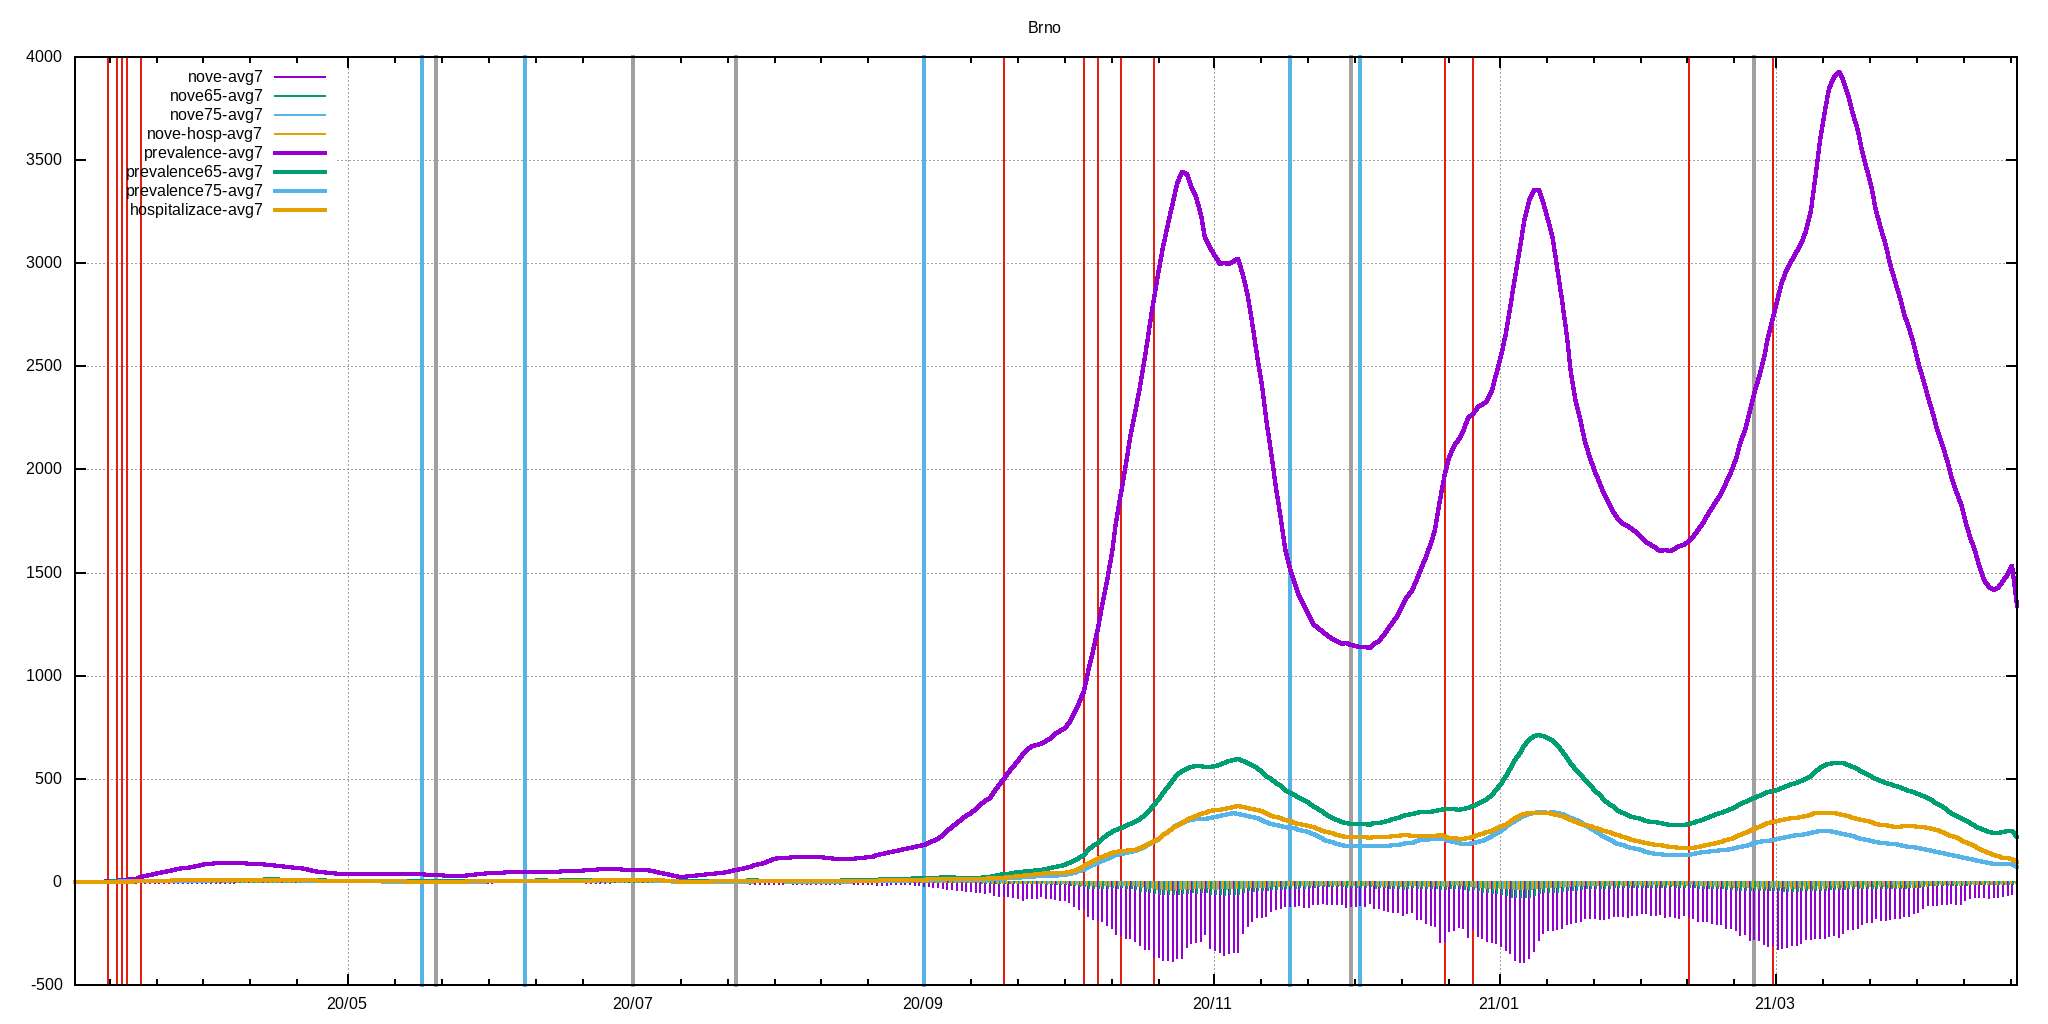 Brno
4000
3500
3000
2500
2000
1500
1000
500
0
-500
nove-avg7
nove65-avg7
nove75-avg7
nove-hosp-avg7
prevalence-avg7
prevalence65-avg7
prevalence75-avg7
hospitalizace-avg7
20/05
20/07
20/09
20/11
21/01
21/03